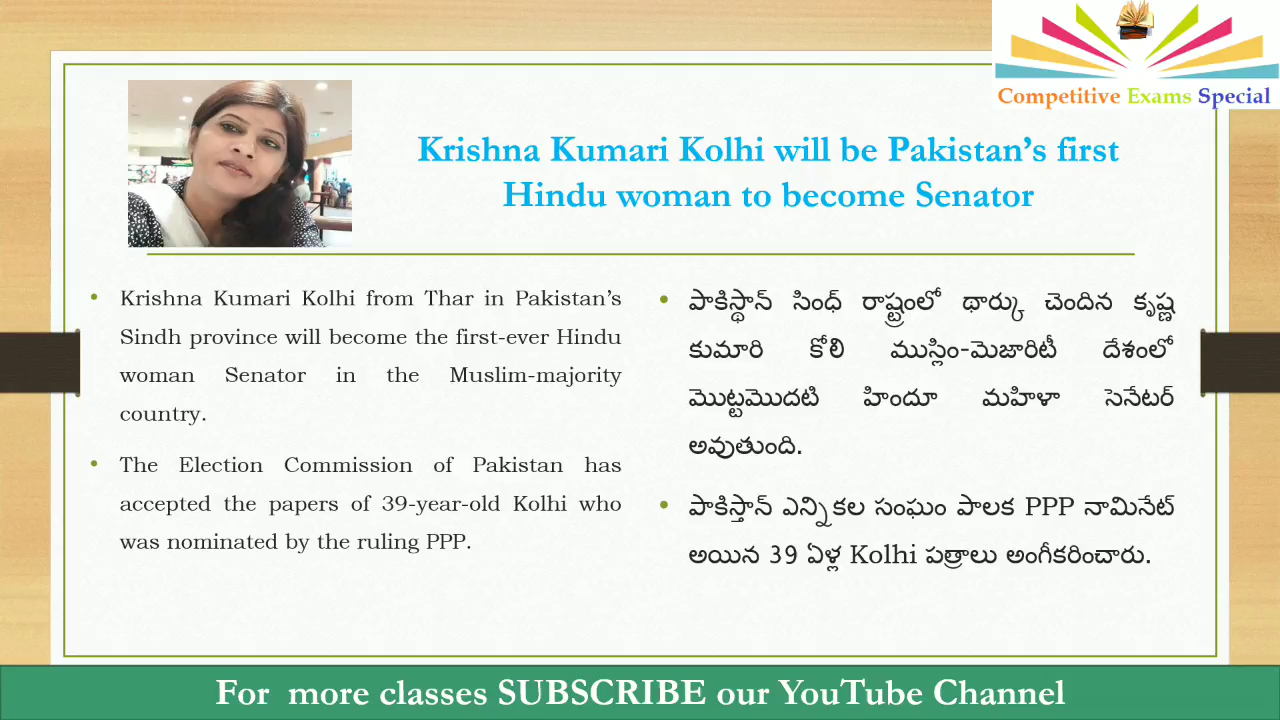 Competitive Exams Special
Krishna Kumari Kolhi will be Pakistan's first
Hindu woman to become Senator
• Krishna Kumari Kolhi from Thar in Pakistan's
Sindh province will become the first-ever Hindu
woman Senator in the Muslim-majority
country.
• The Election Commission of Pakistan has
accepted the papers of 39-year-old Kolhi who
was nominated by the ruling PPP.
• పాకిస్థాన్ సింధ్ రాష్ట్రంలో థార్కు చెందిన కృష్ణ
కుమారి కోలి ముస్లిం-మెజారిటీ దేశంలో
మొట్టమొదటి హిందూ మహిళా సెనేటర్
అవుతుంది.
• పాకిస్తాన్ ఎన్నికల సంఘం పాలక PPP నామినేట్
అయిన 39 ఏళ్ల Kolhi పత్రాలు అంగీకరించారు.
For more classes SUBSCRIBE our YouTube Channel